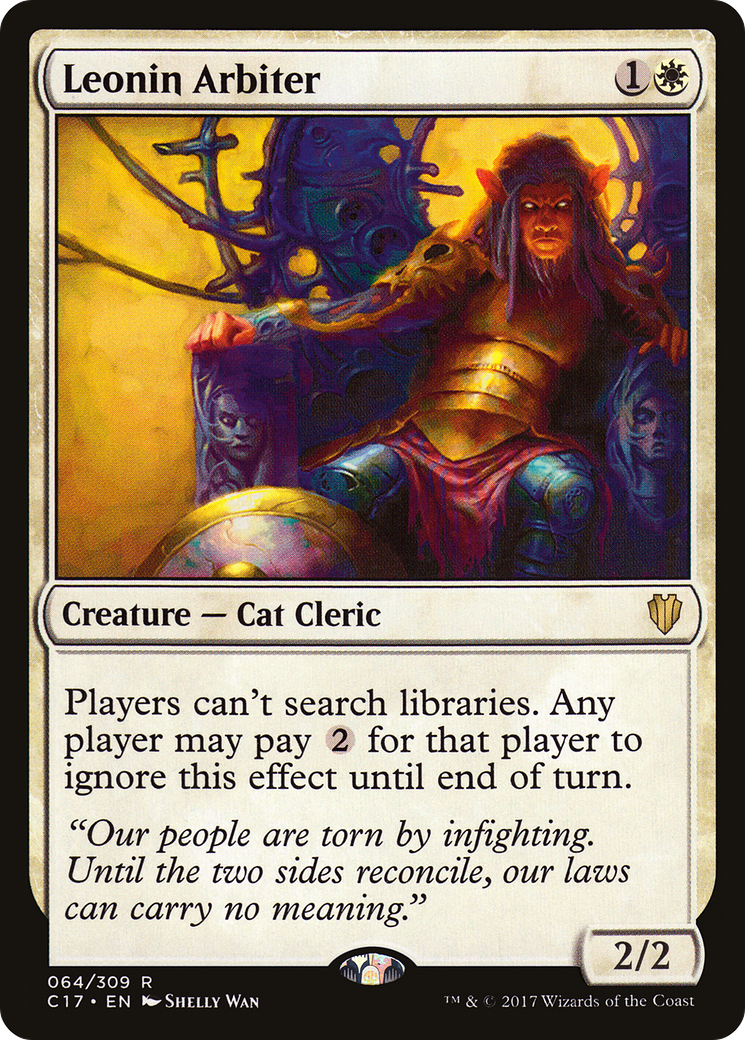 Leonin Arbiter 1
Creature — Cat Cleric
Players can't search libraries. Any
player may pay 2 for that player to
ignore this effect until end of turn.
“Our people are torn by infighting.
Until the two sides reconcile, our laws
can carry no meaning.”
2/2
064/309 R
C17 • EN Shelly Wan
™ & © 2017 Wizards of the Coast